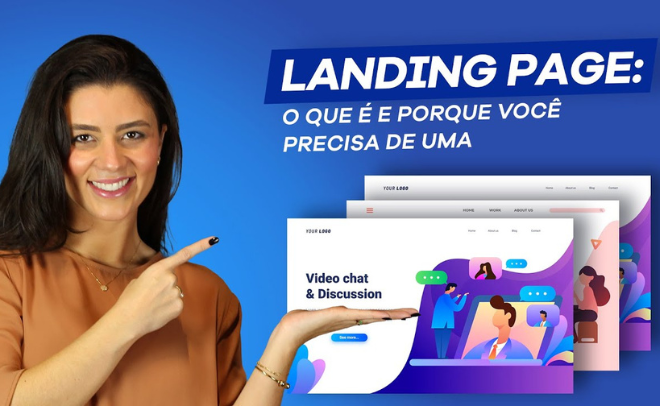 LANDING PAGE:
O QUE É E PORQUE VOCÊ
PRECISA DE UMA
YOUR LOGO
YOUR LOGO
HOME WORK ABOUT US
Video chat
& Discussion